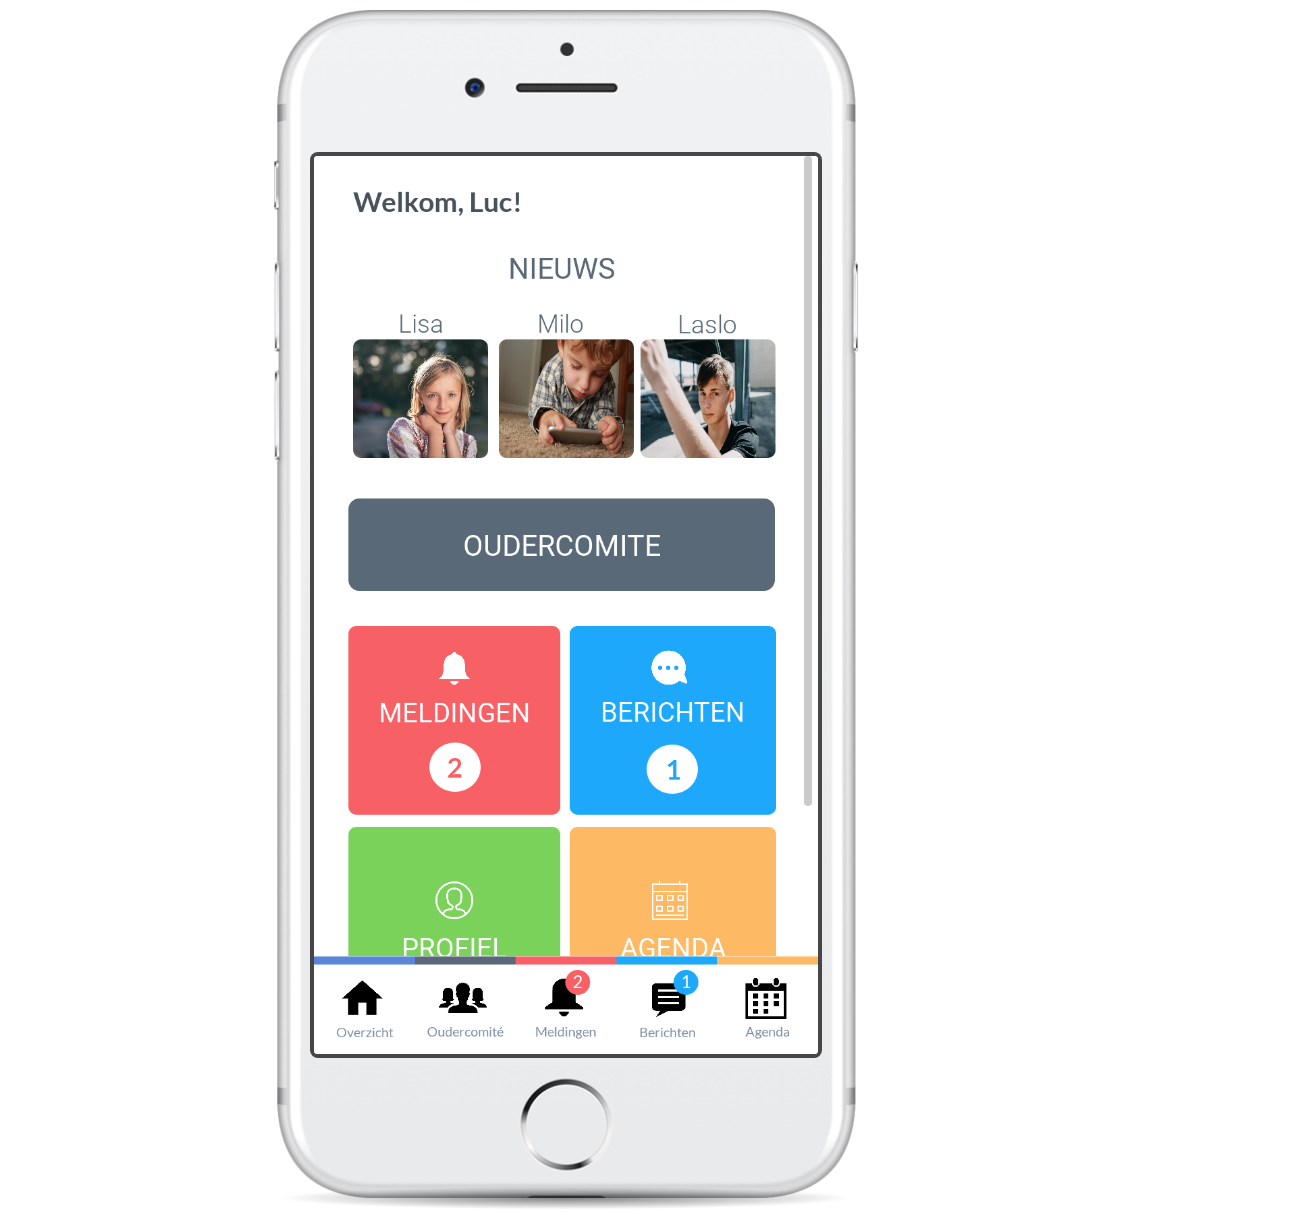 Welkom, Luc!
NIEUWS
Lisa Milo Laslo
OUDERCOMITE
MELDINGEN BERICHTEN
2 1
PROFIEL AGENDA
2 1
Overzicht Oudercomité Meldingen Berichten Agenda